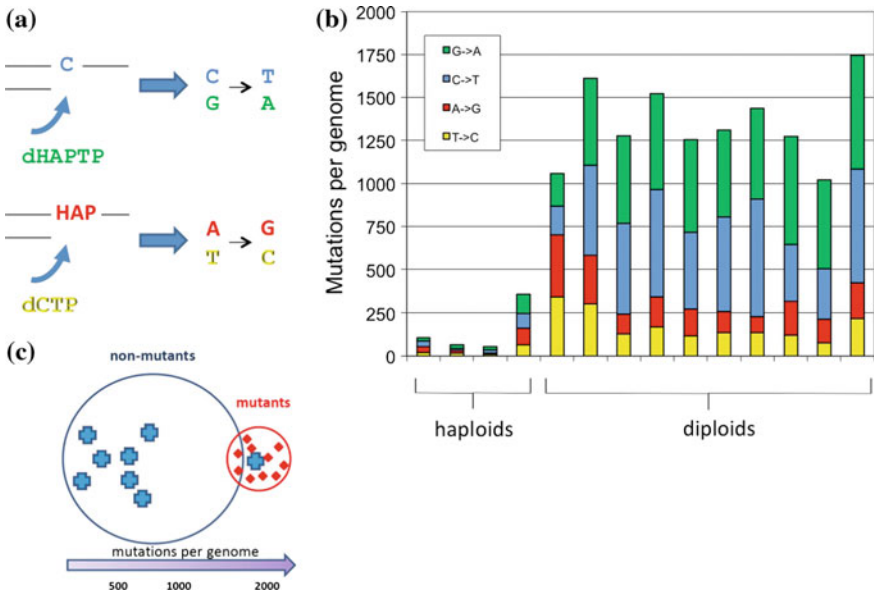 (a)
C
dHAPTP
C → T
G A
HAP
dCTP
A → G
T C
(b)
Mutations per genome
2000
1750
1500
1250
1000
750
500
250
0
G->A
C->T
A->G
T->C
haploids
diploids
(c)
non-mutants
mutants
mutations per genome
500 1000 2000